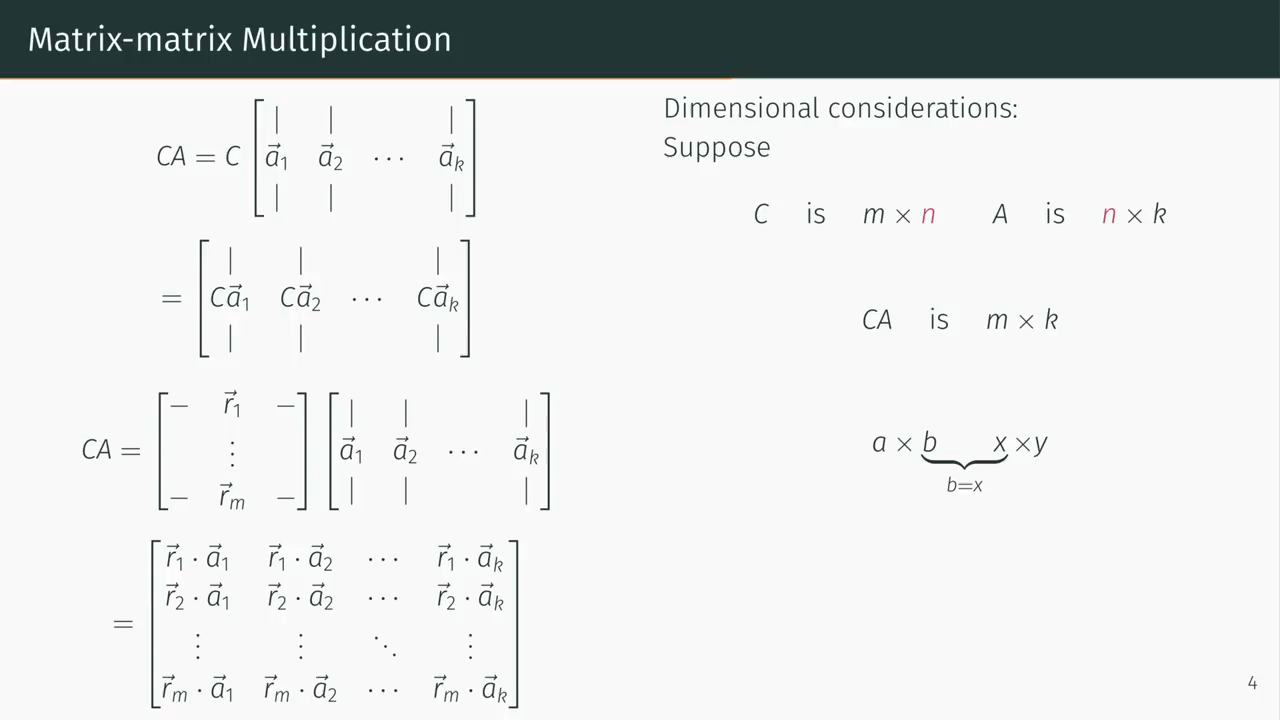 Matrix-matrix Multiplication
CA = C [ | | | ]
[ a⃗₁ a⃗₂ ⋯ a⃗ₖ ]
[ | | | ]
= [ | | | ]
[ Ca⃗₁ Ca⃗₂ ⋯ Ca⃗ₖ ]
[ | | | ]
CA = [ − r⃗₁ − ] [ | | | ]
[ ⋮ ] [ a⃗₁ a⃗₂ ⋯ a⃗ₖ ]
[ − r⃗ₘ − ] [ | | | ]
= [ r⃗₁ · a⃗₁ r⃗₁ · a⃗₂ ⋯ r⃗₁ · a⃗ₖ ]
[ r⃗₂ · a⃗₁ r⃗₂ · a⃗₂ ⋯ r⃗₂ · a⃗ₖ ]
[ ⋮ ⋮ ⋱ ⋮ ]
[ r⃗ₘ · a⃗₁ r⃗ₘ · a⃗₂ ⋯ r⃗ₘ · a⃗ₖ ]
Dimensional considerations:
Suppose
C is m × n A is n × k
CA is m × k
a × b x × y
b=x
4